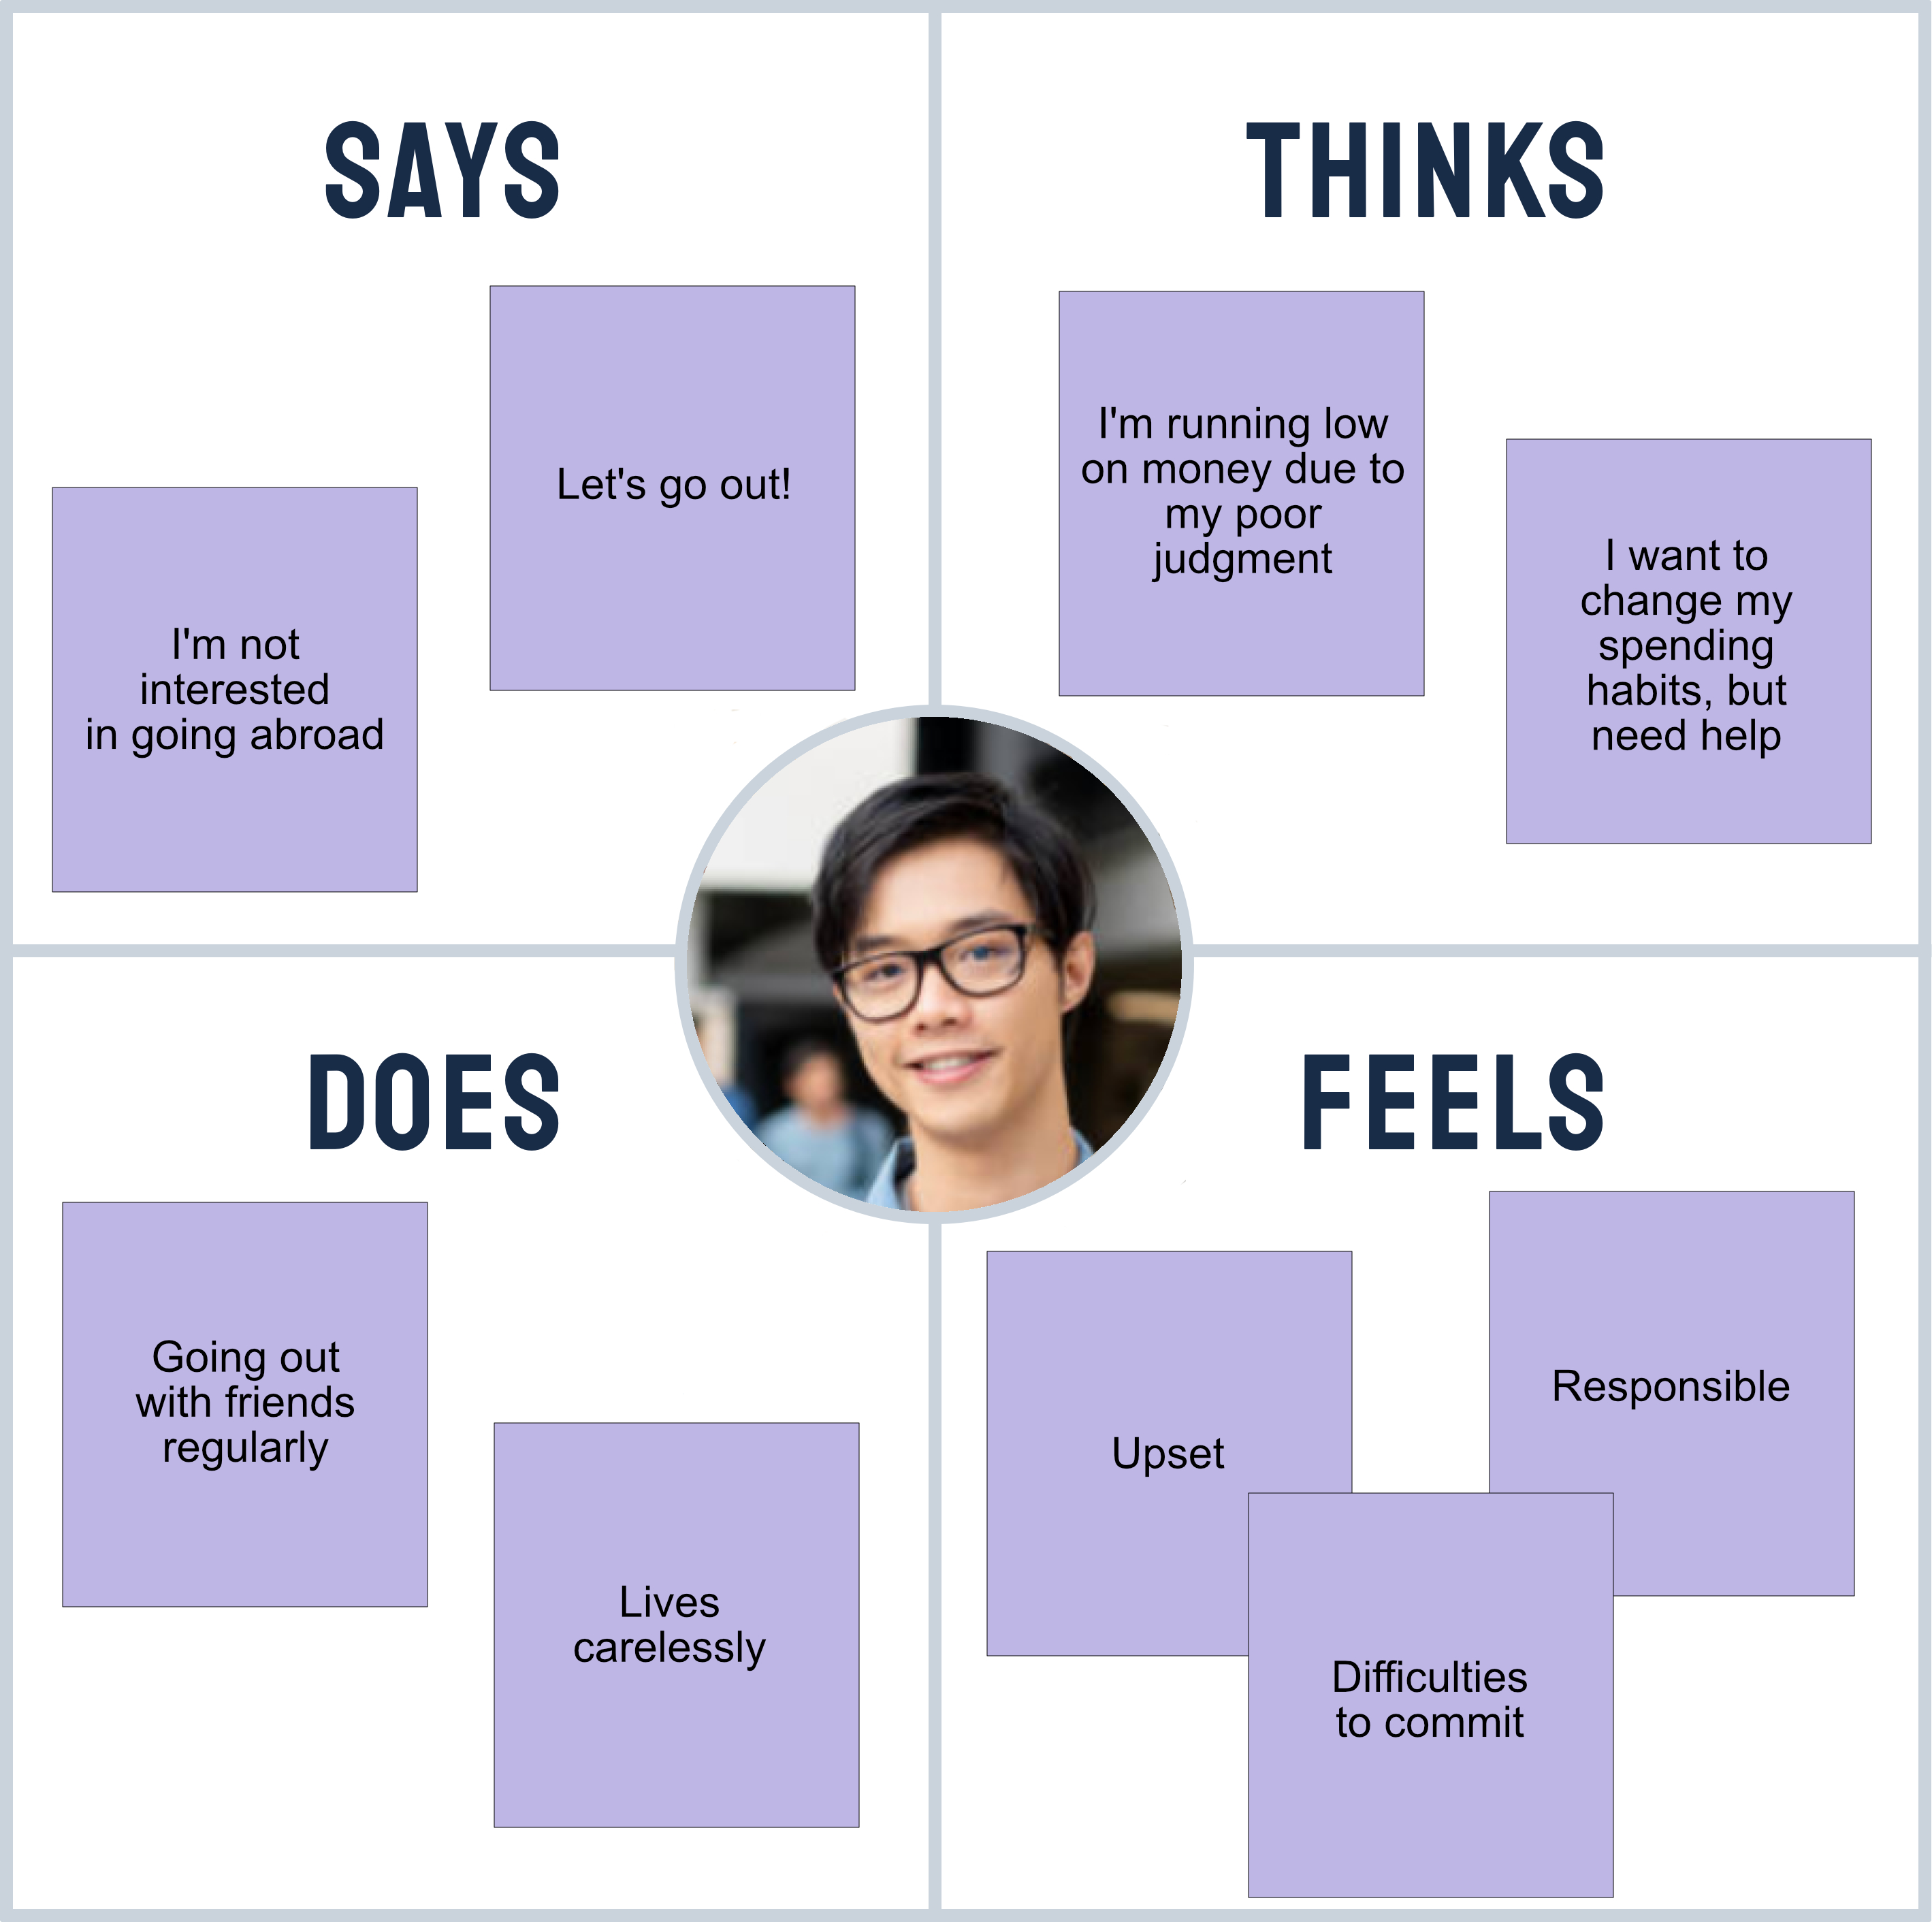 SAYS
Let's go out!
I'm not
interested
in going abroad
THINKS
I'm running low
on money due to
my poor
judgment
I want to
change my
spending
habits, but
need help
DOES
Going out
with friends
regularly
Lives
carelessly
FEELS
Upset
Responsible
Difficulties
to commit